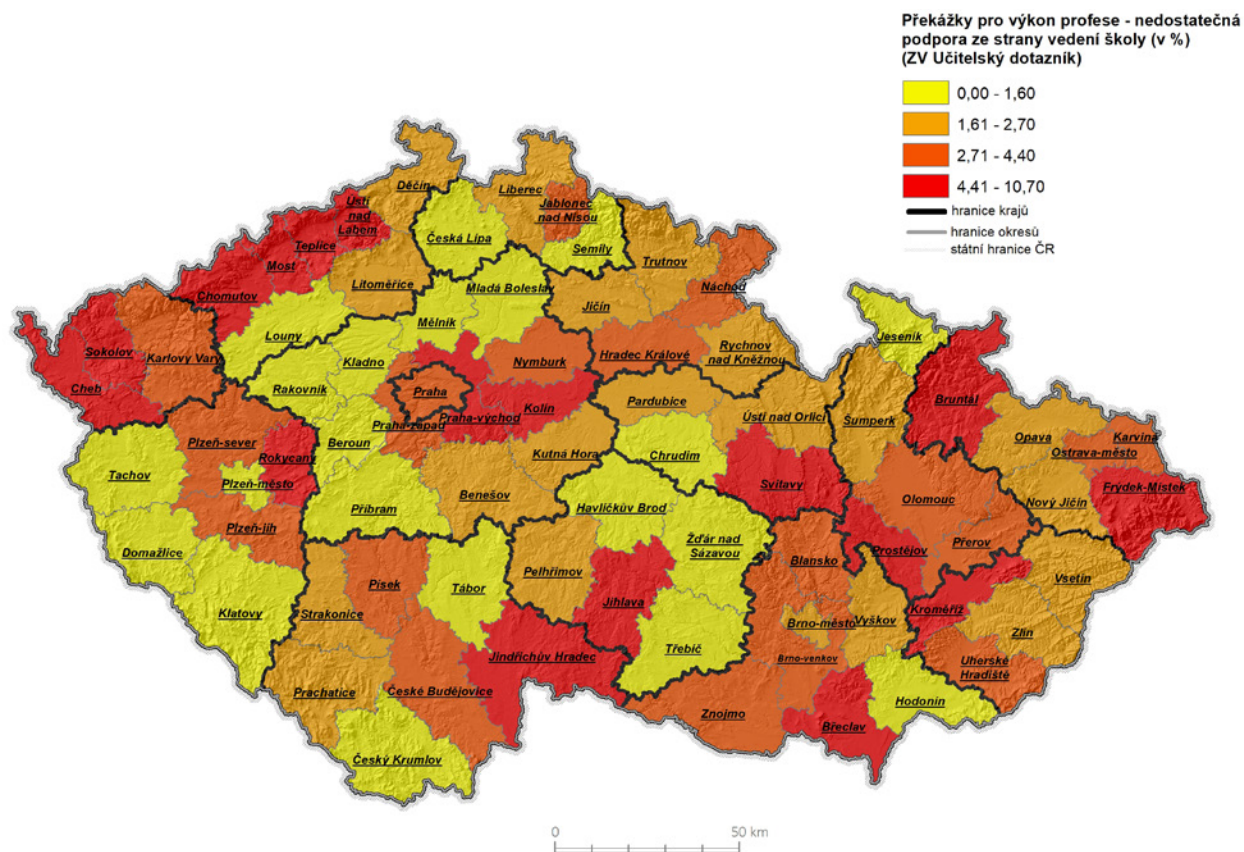 Překážky pro výkon profese - nedostatečná
podpora ze strany vedení školy (v %)
(ZV Učitelský dotazník)
0,00 - 1,60
1,61 - 2,70
2,71 - 4,40
4,41 - 10,70
hranice krajů
hranice okresů
státní hranice ČR
Děčín
Liberec
Ústí
nad
Labem
Jablonec
nad Nisou
Česká Lípa
Semily
Teplice
Trutnov
Most
Litoměřice
Náchod
Mladá Boleslav
Chomutov
Jičín
Mělník
Louny
Jeseník
Sokolov
Karlovy Vary
Kladno
Nymburk
Hradec Králové
Rychnov
nad Kněžnou
Cheb
Rakovník
Praha
Bruntál
Kolín
Pardubice
Ústí nad Orlicí
Šumperk
Praha-východ
Praha-západ
Plzeň-sever
Beroun
Opava
Karviná
Ostrava-město
Rokycany
Kutná Hora
Chrudim
Tachov
Plzeň-město
Svitavy
Frýdek-Místek
Benešov
Olomouc
Nový Jičín
Příbram
Havlíčkův Brod
Plzeň-jih
Žďár nad
Sázavou
Prostějov
Přerov
Domažlice
Blansko
Písek
Pelhřimov
Vsetín
Tábor
Jihlava
Klatovy
Strakonice
Kroměříž
Brno-město
Vyškov
Zlín
Třebíč
Jindřichův Hradec
Brno-venkov
Uherské
Hradiště
Prachatice
České Budějovice
Hodonín
Znojmo
Břeclav
Český Krumlov
0 50 km